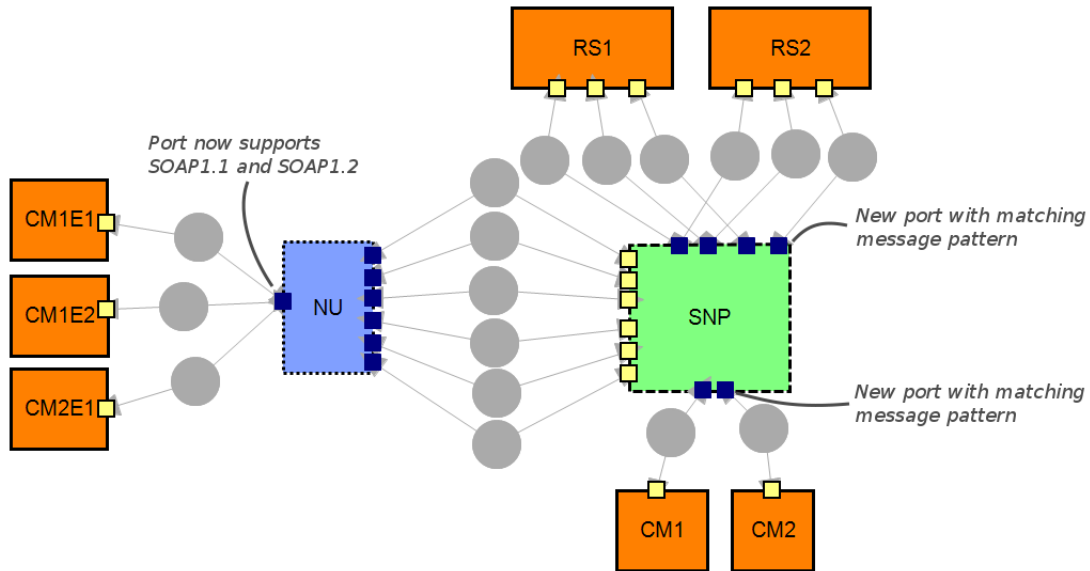 RS1
RS2
Port now supports
SOAP1.1 and SOAP1.2
CM1E1
New port with matching
message pattern
NU
CM1E2
SNP
CM2E1
New port with matching
message pattern
CM1
CM2